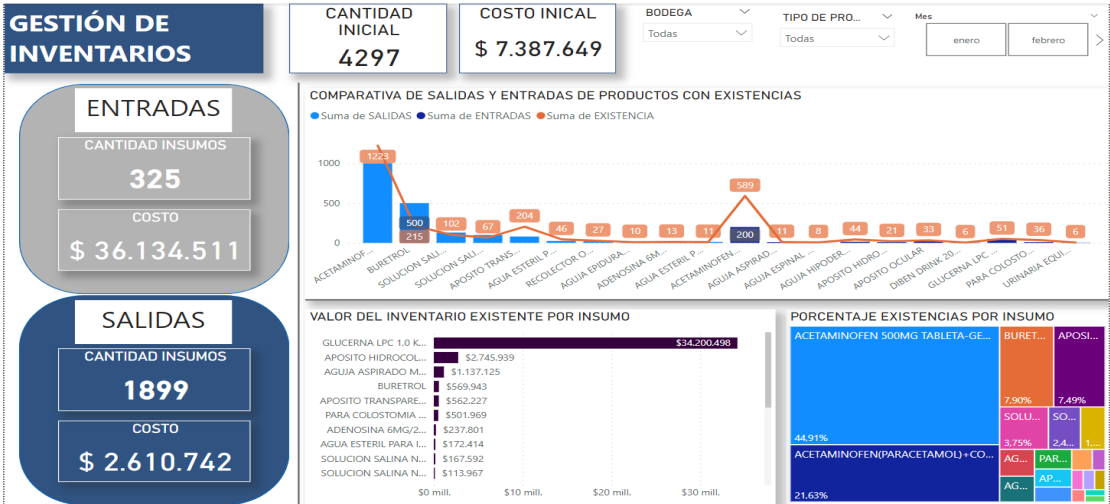 GESTIÓN DE
INVENTARIOS
CANTIDAD
INICIAL
4297
COSTO INICAL
$ 7.387.649
BODEGA
Todas
TIPO DE PRO...
Todas
Mes
enero
febrero
ENTRADAS
CANTIDAD INSUMOS
325
COSTO
$ 36.134.511
SALIDAS
CANTIDAD INSUMOS
1899
COSTO
$ 2.610.742
COMPARATIVA DE SALIDAS Y ENTRADAS DE PRODUCTOS CON EXISTENCIAS
Suma de SALIDAS Suma de ENTRADAS Suma de EXISTENCIA
1000
500
0
1223
500
215
102
67
204
46
27
10
13
11
589
200
11
8
44
21
33
6
51
36
6
ACETAMINOF...
BURETROL
SOLUCION SALI...
SOLUCION SALI...
APOSITO TRANS...
AGUA ESTERIL P...
RECOLECTOR O...
AGUJA EPIDURA...
ADENOSINA 6M...
AGUA ESTERIL P...
ACETAMINOFEN...
AGUJA ASPIRAD...
AGUJA ESPINAL ...
AGUJA HIPODER...
APOSITO HIDRO...
APOSITO OCULAR
DIBEN DRINK 20...
GLUCERNA LPC ...
PARA COLOSTO...
URINARIA EQUI...
VALOR DEL INVENTARIO EXISTENTE POR INSUMO
GLUCERNA LPC 1.0 K... $34.200.498
APOSITO HIDROCOL... $2.745.939
AGUJA ASPIRADO M... $1.137.125
BURETROL $569.943
APOSITO TRANSPARE... $562.227
PARA COLOSTOMIA ... $501.969
ADENOSINA 6MG/2... $237.801
AGUA ESTERIL PARA I... $172.414
SOLUCION SALINA N... $167.592
SOLUCION SALINA N... $113.967
$0 mill. $10 mill. $20 mill. $30 mill.
PORCENTAJE EXISTENCIAS POR INSUMO
ACETAMINOFEN 500MG TABLETA-GE...
44,91%
ACETAMINOFEN(PARACETAMOL)+CO...
21.63%
BURET...
7,90%
APOSI...
7,49%
SOLU...
3,75%
SO...
2,4...
1,...
AG...
PAR...
AG...
AP...